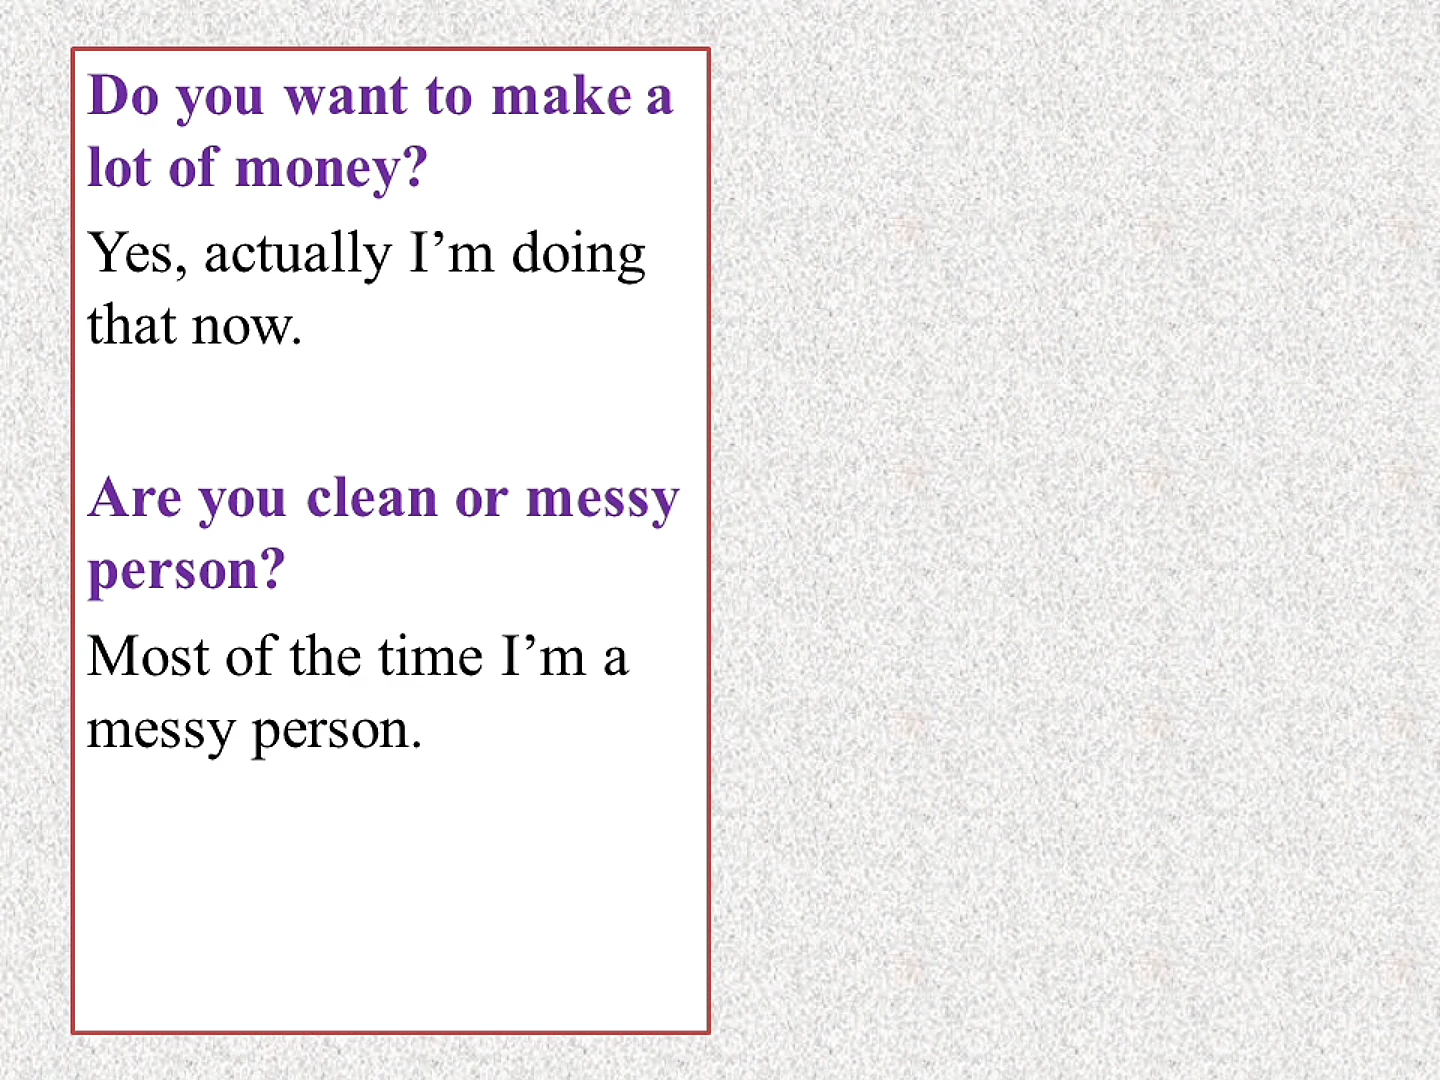 Do you want to make a
lot of money?
Yes, actually I’m doing
that now.
Are you clean or messy
person?
Most of the time I’m a
messy person.